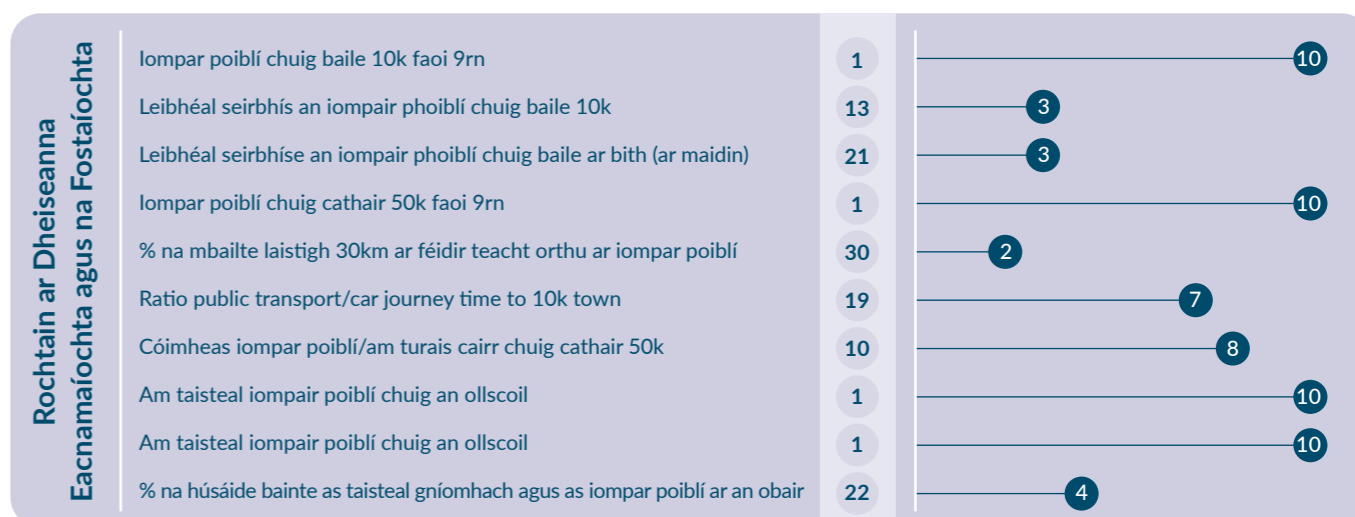 Rochtain ar Dheiseanna
Eacnamaíochta agus na Fostaíochta
Iompar poiblí chuig baile 10k faoi 9rn 1 10
Leibhéal seirbhís an iompair phoiblí chuig baile 10k 13 3
Leibhéal seirbhíse an iompair phoiblí chuig baile ar bith (ar maidin) 21 3
Iompar poiblí chuig cathair 50k faoi 9rn 1 10
% na mbailte laistigh 30km ar féidir teacht orthu ar iompar poiblí 30 2
Ratio public transport/car journey time to 10k town 19 7
Cóimheas iompar poiblí/am turais cairr chuig cathair 50k 10 8
Am taisteal iompair poiblí chuig an ollscoil 1 10
Am taisteal iompair poiblí chuig an ollscoil 1 10
% na húsáide bainte as taisteal gníomhach agus as iompar poiblí ar an obair 22 4